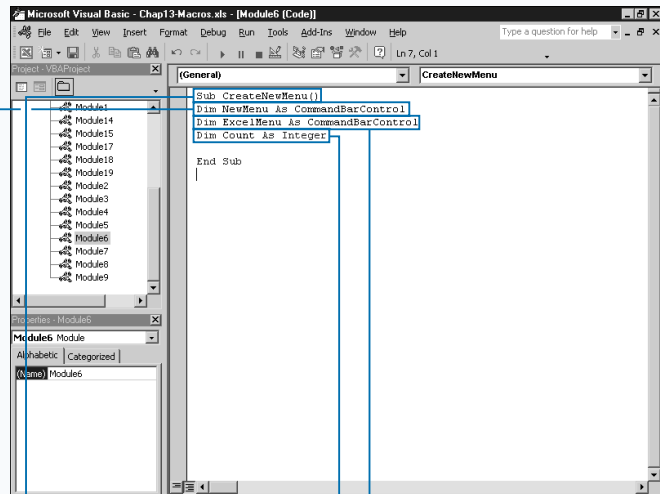 Microsoft Visual Basic - Chap13-Macros.xls - [Module6 (Code)]
File Edit View Insert Format Debug Run Tools Add-Ins Window Help Type a question for help
Ln 7, Col 1
Project - VBAProject
(General) CreateNewMenu
Module1
Module14
Module15
Module17
Module18
Module19
Module2
Module3
Module4
Module5
Module6
Module7
Module8
Module9
Sub CreateNewMenu()
Dim NewMenu As CommandBarControl
Dim ExcelMenu As CommandBarControl
Dim Count As Integer
End Sub
Properties - Module6
Module6 Module
Alphabetic Categorized
(Name) Module6